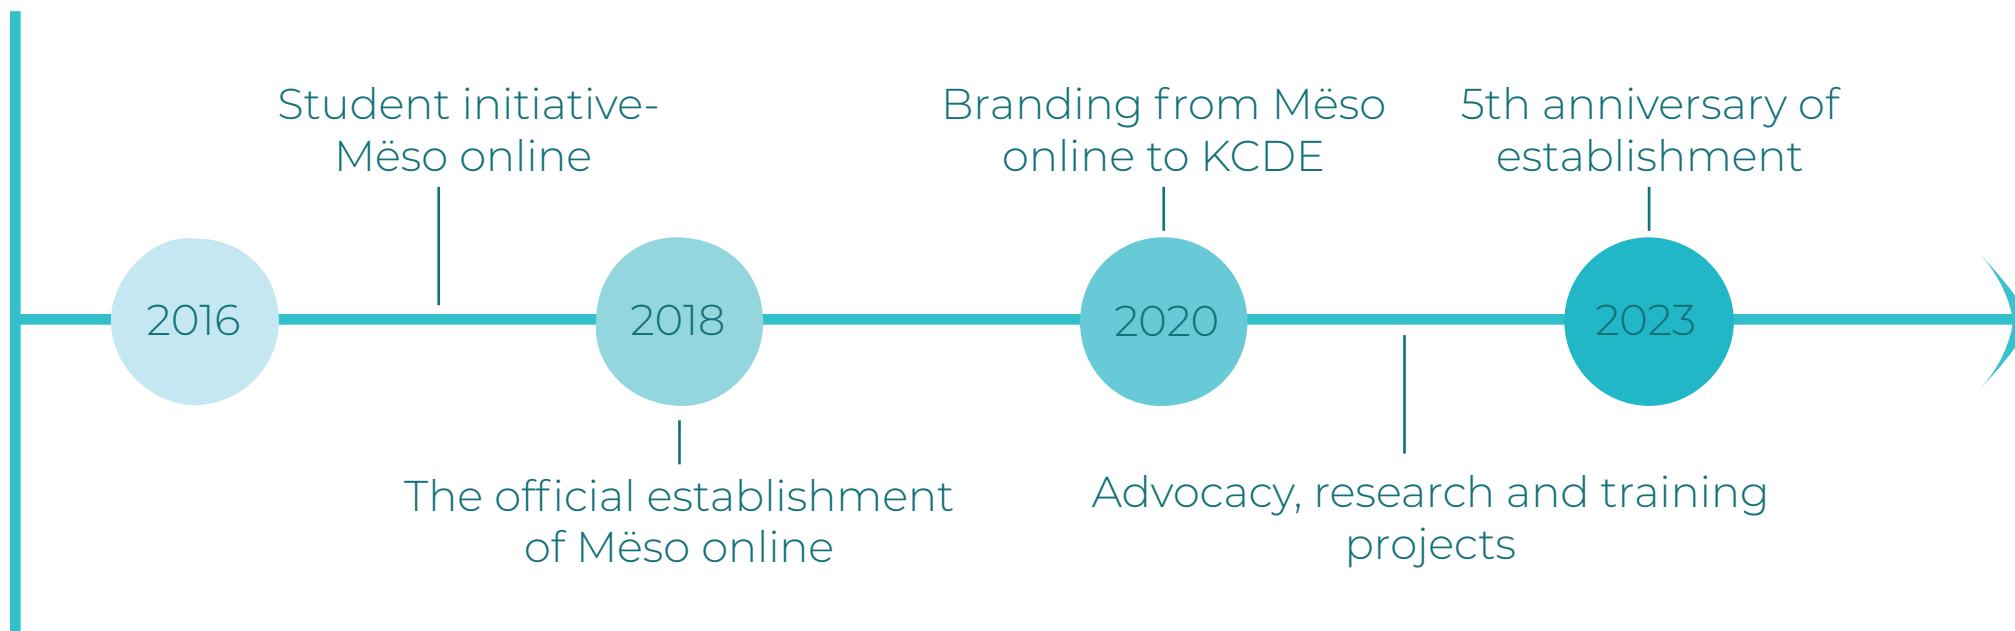 Student initiative-
Mëso online
Branding from Mëso
online to KCDE
5th anniversary of
establishment
2016
2018
2020
2023
The official establishment
of Mëso online
Advocacy, research and training
projects